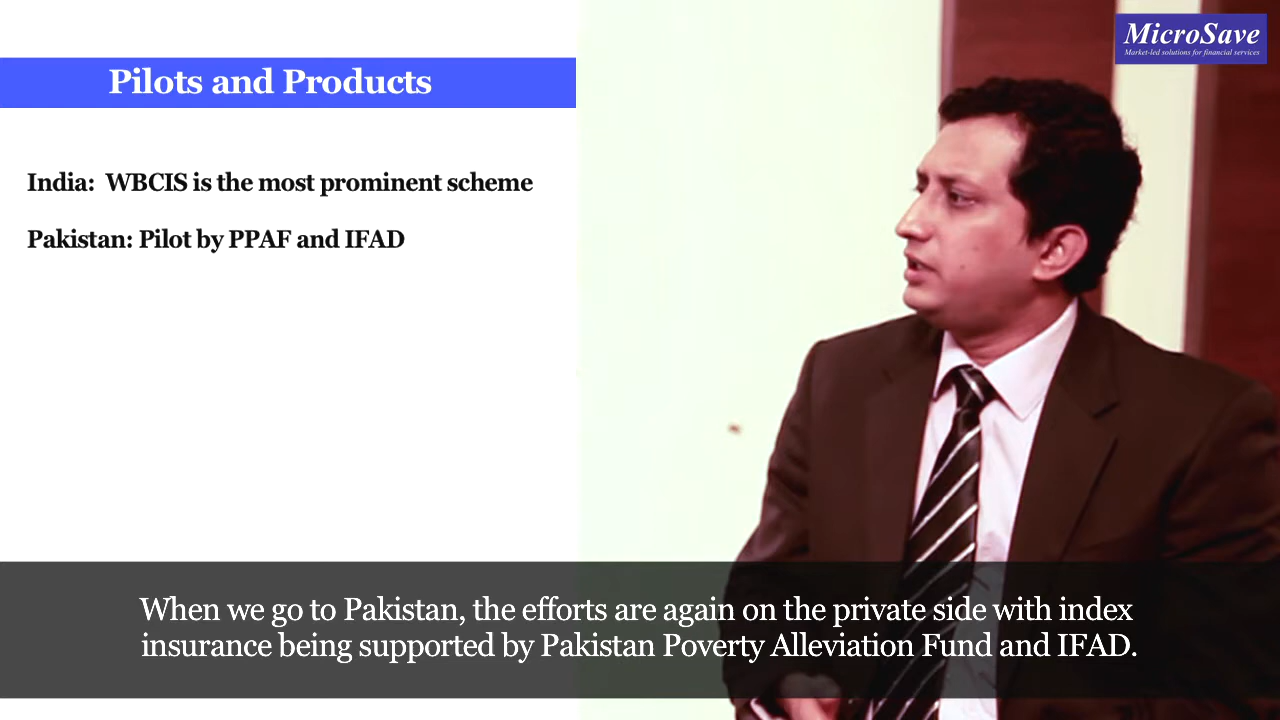 MicroSave
Market-led solutions for financial services
Pilots and Products
India: WBCIS is the most prominent scheme
Pakistan: Pilot by PPAF and IFAD
When we go to Pakistan, the efforts are again on the private side with index
insurance being supported by Pakistan Poverty Alleviation Fund and IFAD.